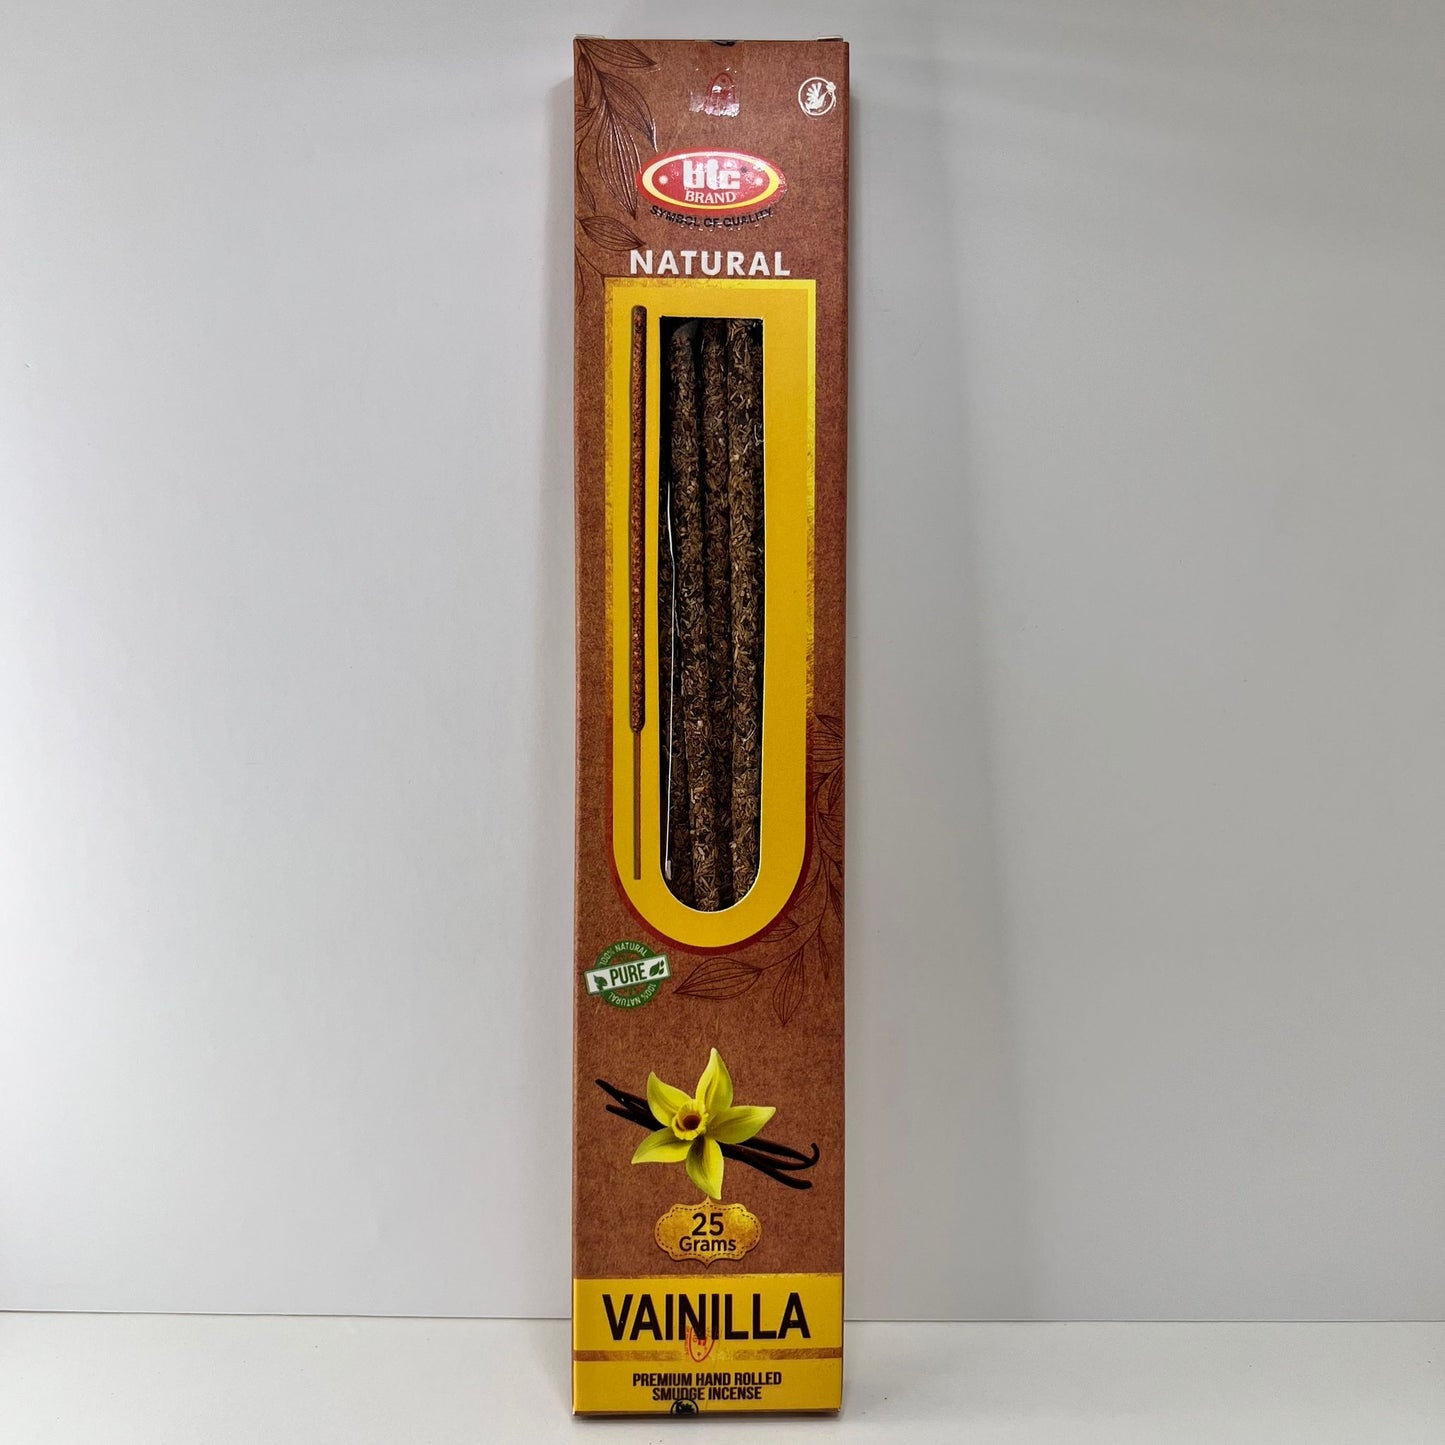 btc
BRAND
SYMBOL OF QUALITY
NATURAL
100% NATURAL
PURE
100% NATURAL
25
Grams
VAINILLA
PREMIUM HAND ROLLED
SMUDGE INCENSE